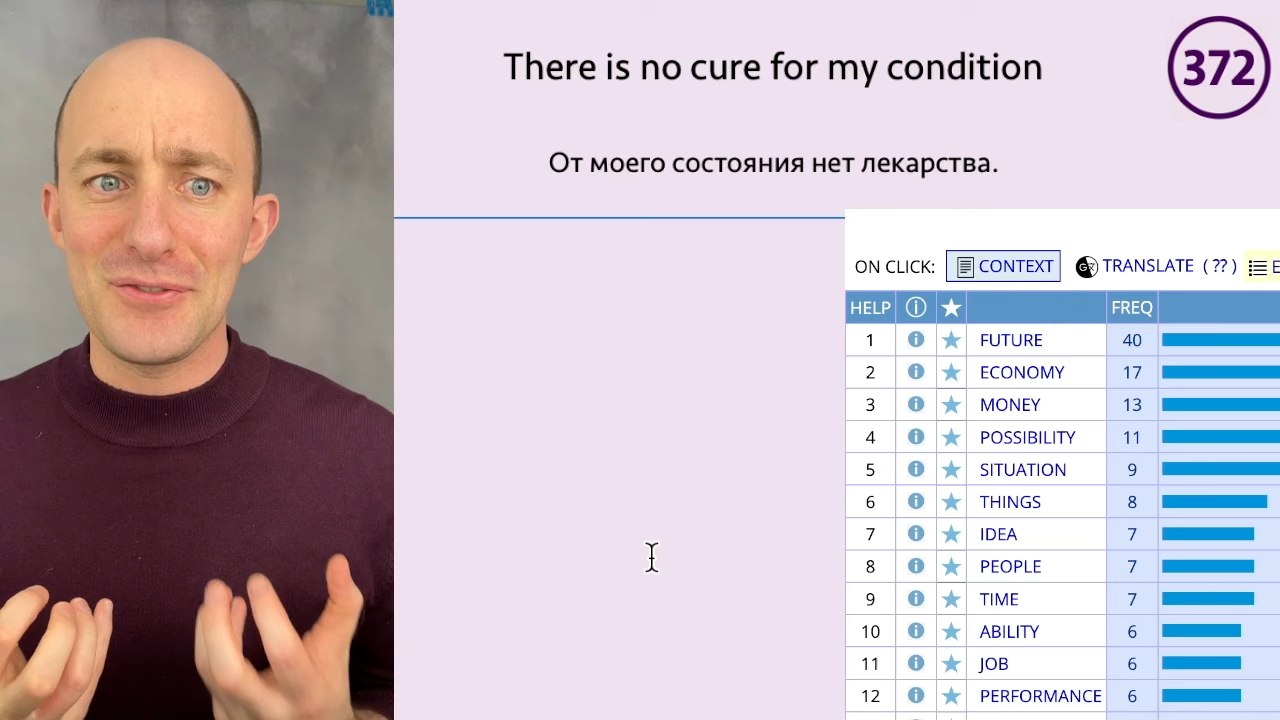 There is no cure for my condition
372
От моего состояния нет лекарства.
ON CLICK: CONTEXT TRANSLATE ( ?? )
HELP FREQ
1 FUTURE 40
2 ECONOMY 17
3 MONEY 13
4 POSSIBILITY 11
5 SITUATION 9
6 THINGS 8
7 IDEA 7
8 PEOPLE 7
9 TIME 7
10 ABILITY 6
11 JOB 6
12 PERFORMANCE 6